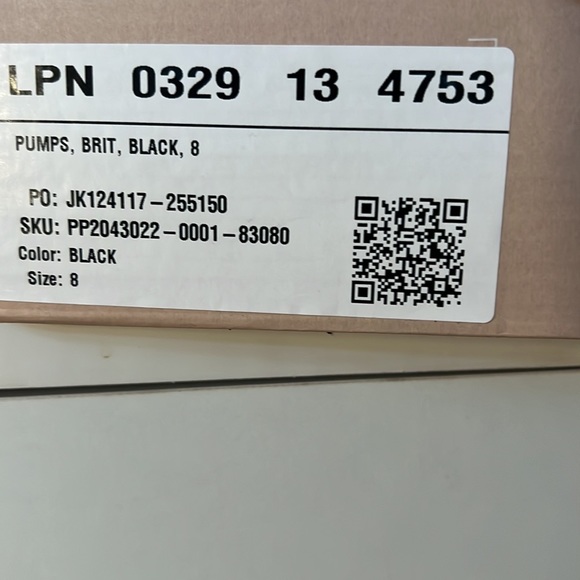 LPN 0329 13 4753
PUMPS, BRIT, BLACK, 8
PO: JK124117-255150
SKU: PP2043022-0001-83080
Color: BLACK
Size: 8